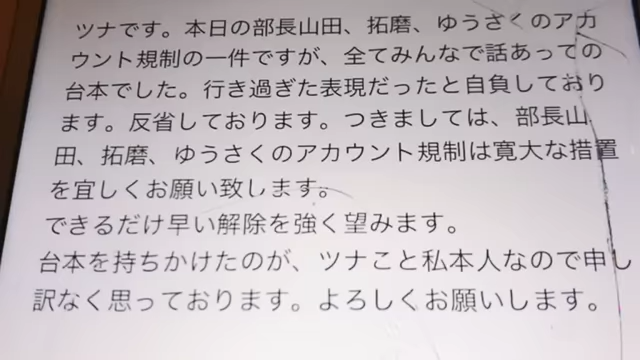 ツナです。本日の部長山田、拓磨、ゆうさくのアカ
ウント規制の一件ですが、全てみんなで話あっての
台本でした。行き過ぎた表現だったと自負しており
ます。反省しております。つきましては、部長山
田、拓磨、ゆうさくのアカウント規制は寛大な措置
を宜しくお願い致します。
できるだけ早い解除を強く望みます。
台本を持ちかけたのが、ツナこと私本人なので申し
訳なく思っております。よろしくお願いします。